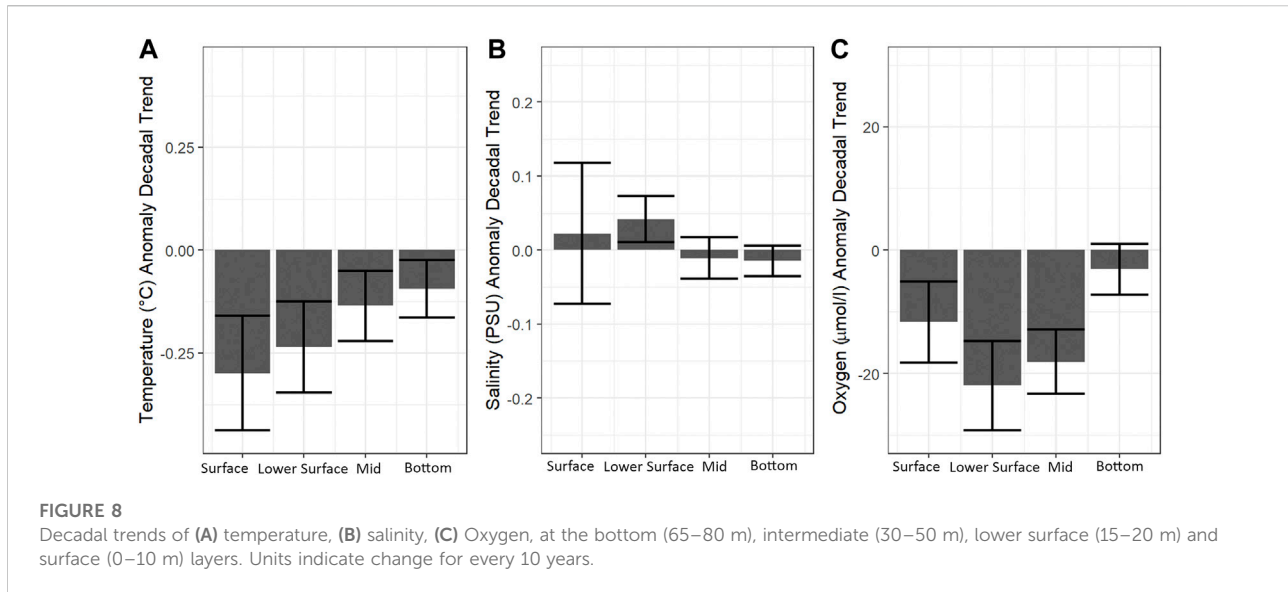 A
Temperature (°C) Anomaly Decadal Trend
0.25
0.00
-0.25
Surface Lower Surface Mid Bottom
B
Salinity (PSU) Anomaly Decadal Trend
0.2
0.1
0.0
-0.1
-0.2
Surface Lower Surface Mid Bottom
C
Oxygen (μmol/l) Anomaly Decadal Trend
20
0
-20
Surface Lower Surface Mid Bottom
FIGURE 8
Decadal trends of (A) temperature, (B) salinity, (C) Oxygen, at the bottom (65–80 m), intermediate (30–50 m), lower surface (15–20 m) and
surface (0–10 m) layers. Units indicate change for every 10 years.